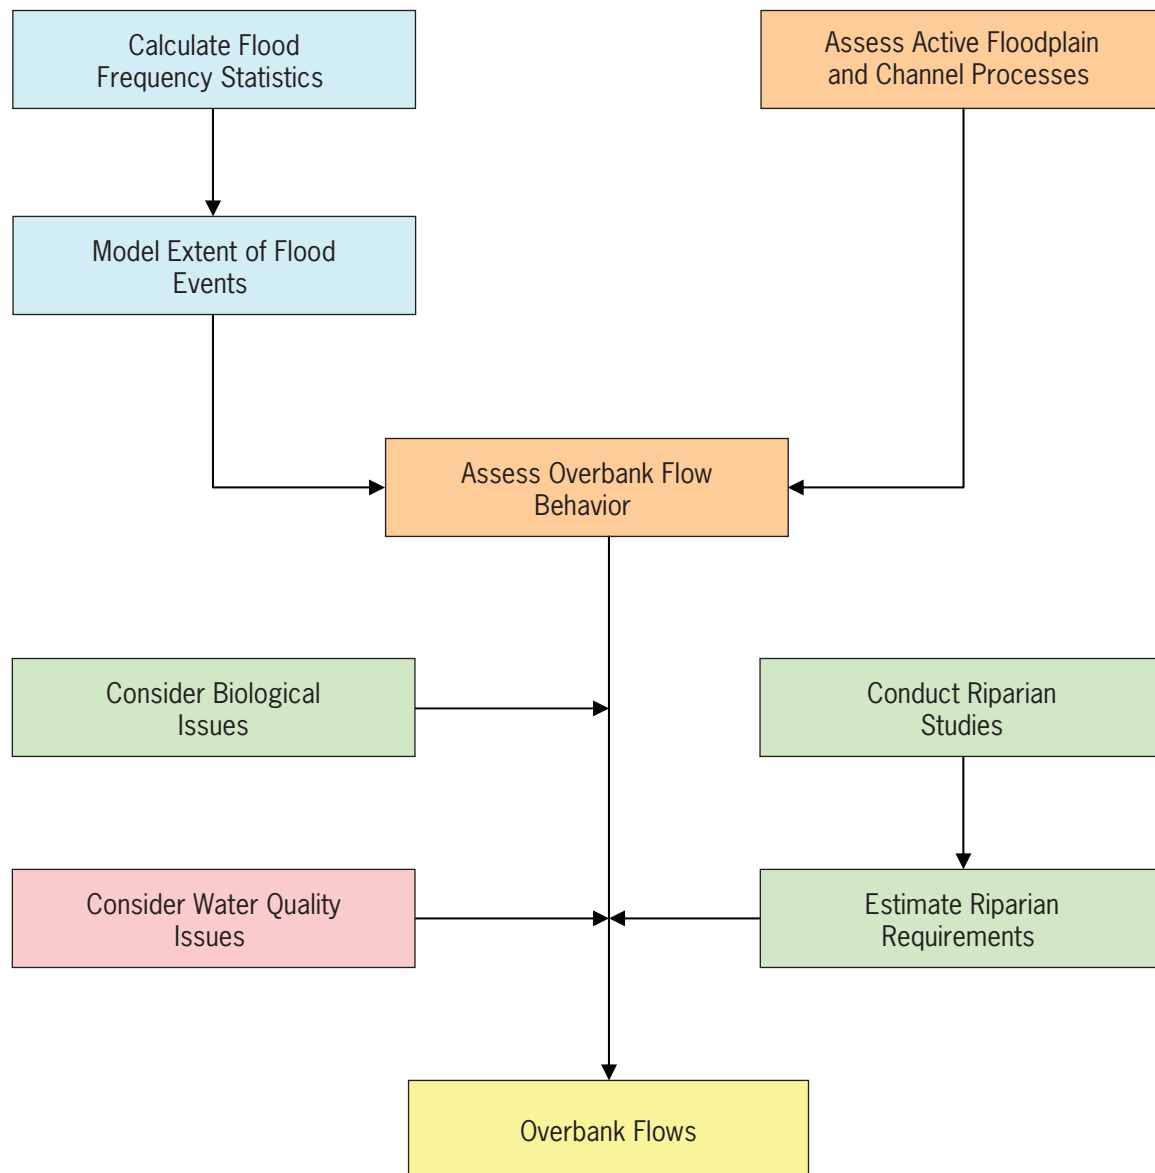 Calculate Flood
Frequency Statistics
Assess Active Floodplain
and Channel Processes
Model Extent of Flood
Events
Assess Overbank Flow
Behavior
Consider Biological
Issues
Conduct Riparian
Studies
Consider Water Quality
Issues
Estimate Riparian
Requirements
Overbank Flows